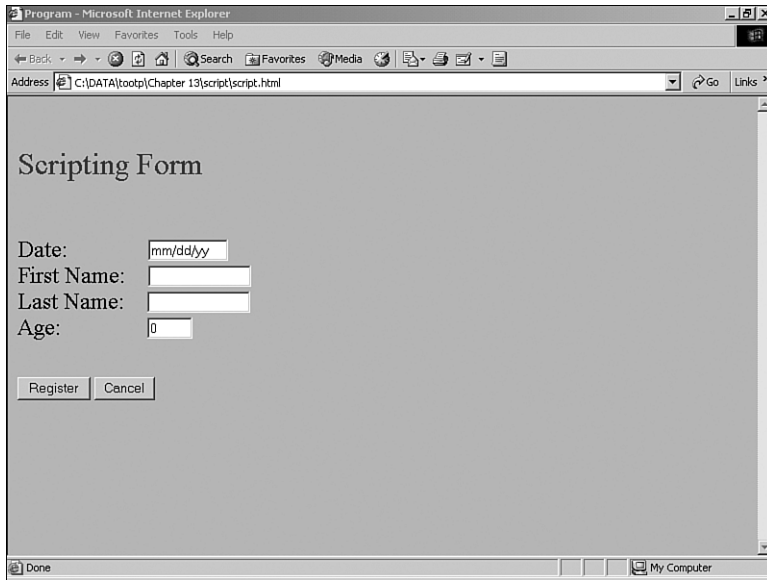 Program - Microsoft Internet Explorer
File Edit View Favorites Tools Help
Back Search Favorites Media
Address C:\DATA\tootp\Chapter 13\script\script.html Go Links
Scripting Form
Date: mm/dd/yy
First Name:
Last Name:
Age: 0
Register Cancel
Done My Computer